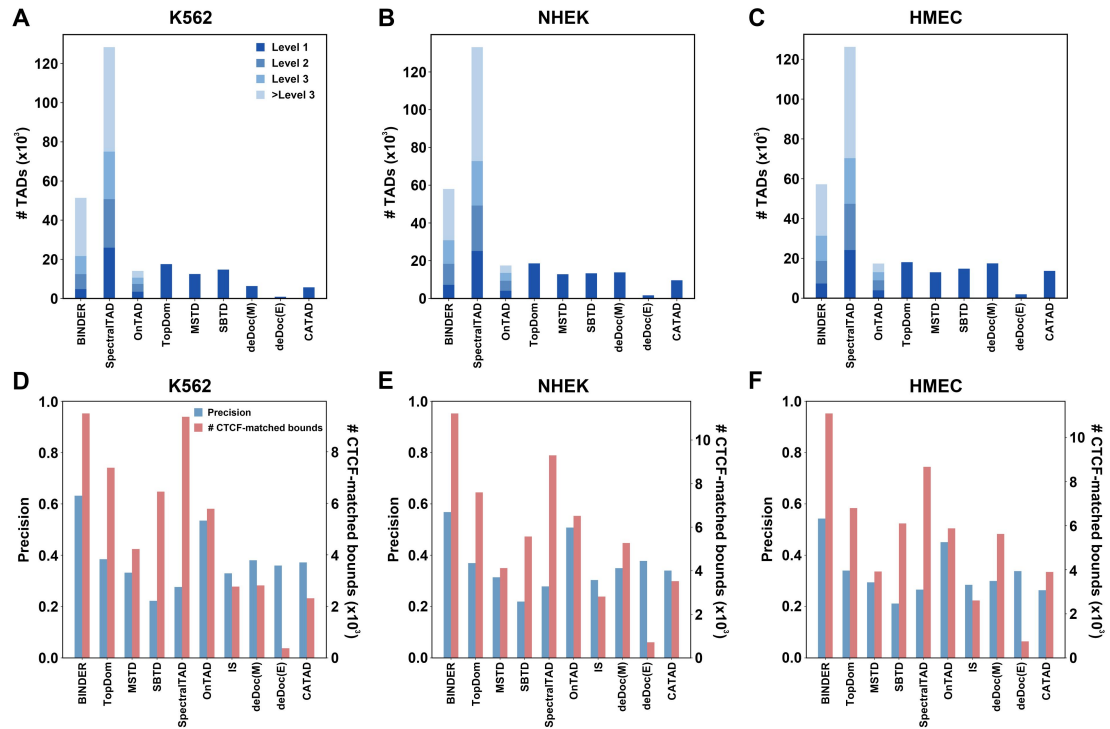 A
K562
# TADs (x10³)
120
100
80
60
40
20
0
Level 1
Level 2
Level 3
>Level 3
BINDER
SpectralTAD
OnTAD
TopDom
MSTD
SBTD
deDoc(M)
deDoc(E)
CATAD
B
NHEK
# TADs (x10³)
140
120
100
80
60
40
20
0
BINDER
SpectralTAD
OnTAD
TopDom
MSTD
SBTD
deDoc(M)
deDoc(E)
CATAD
C
HMEC
# TADs (x10³)
120
100
80
60
40
20
0
BINDER
SpectralTAD
OnTAD
TopDom
MSTD
SBTD
deDoc(M)
deDoc(E)
CATAD
D
K562
Precision
1.0
0.8
0.6
0.4
0.2
0.0
Precision
# CTCF-matched bounds
8
6
4
2
0
# CTCF-matched bounds (x10³)
BINDER
TopDom
MSTD
SBTD
SpectralTAD
OnTAD
IS
deDoc(M)
deDoc(E)
CATAD
E
NHEK
Precision
1.0
0.8
0.6
0.4
0.2
0.0
10
8
6
4
2
0
# CTCF-matched bounds (x10³)
BINDER
TopDom
MSTD
SBTD
SpectralTAD
OnTAD
IS
deDoc(M)
deDoc(E)
CATAD
F
HMEC
Precision
1.0
0.8
0.6
0.4
0.2
0.0
10
8
6
4
2
0
# CTCF-matched bounds (x10³)
BINDER
TopDom
MSTD
SBTD
SpectralTAD
OnTAD
IS
deDoc(M)
deDoc(E)
CATAD